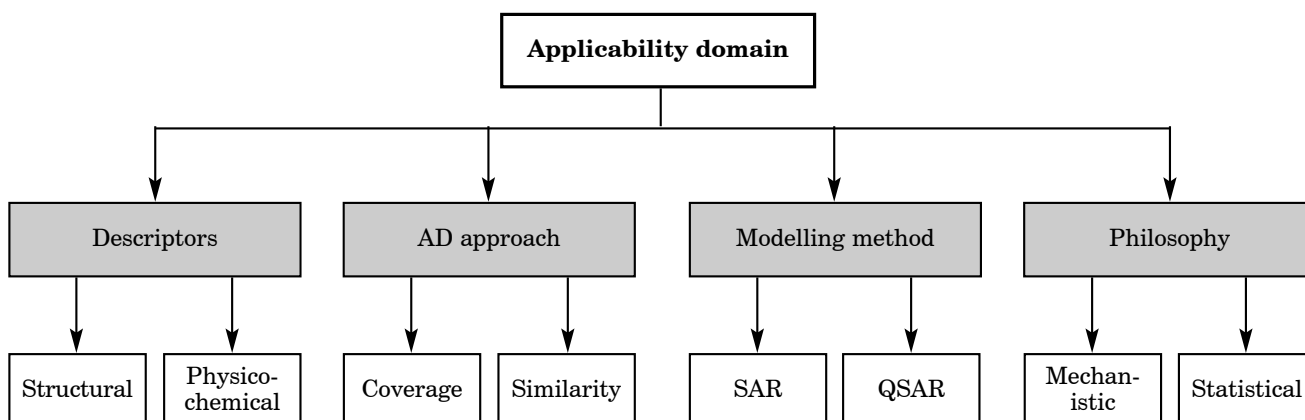 Applicability domain
Descriptors
AD approach
Modelling method
Philosophy
Structural
Physico-
chemical
Coverage
Similarity
SAR
QSAR
Mechan-
istic
Statistical